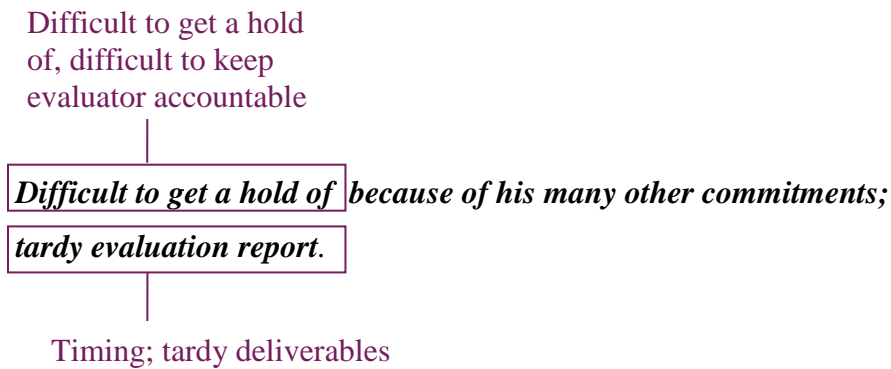 Difficult to get a hold
of, difficult to keep
evaluator accountable
Difficult to get a hold of because of his many other commitments;
tardy evaluation report.
Timing; tardy deliverables